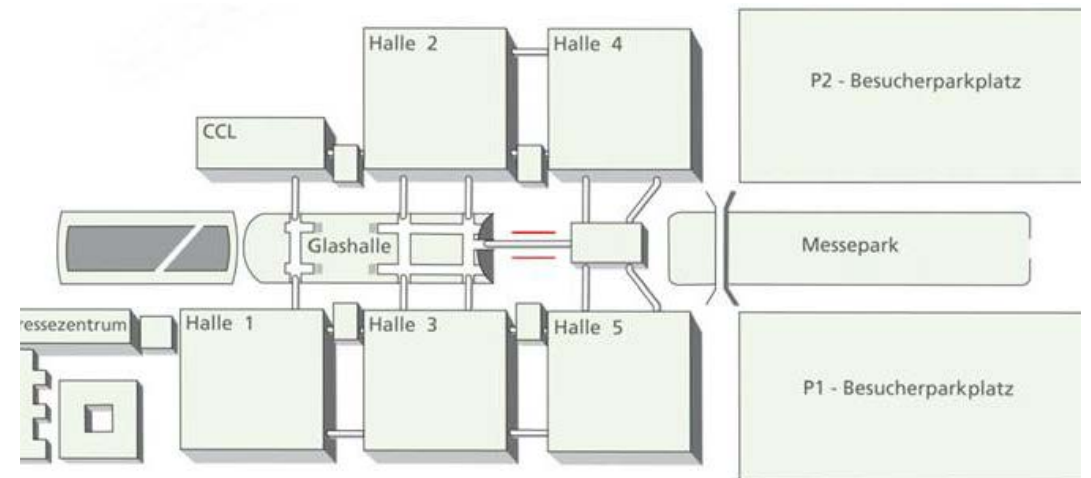 Halle 2
Halle 4
P2 - Besucherparkplatz
CCL
Glashalle
Messepark
ressezentrum
Halle 1
Halle 3
Halle 5
P1 - Besucherparkplatz